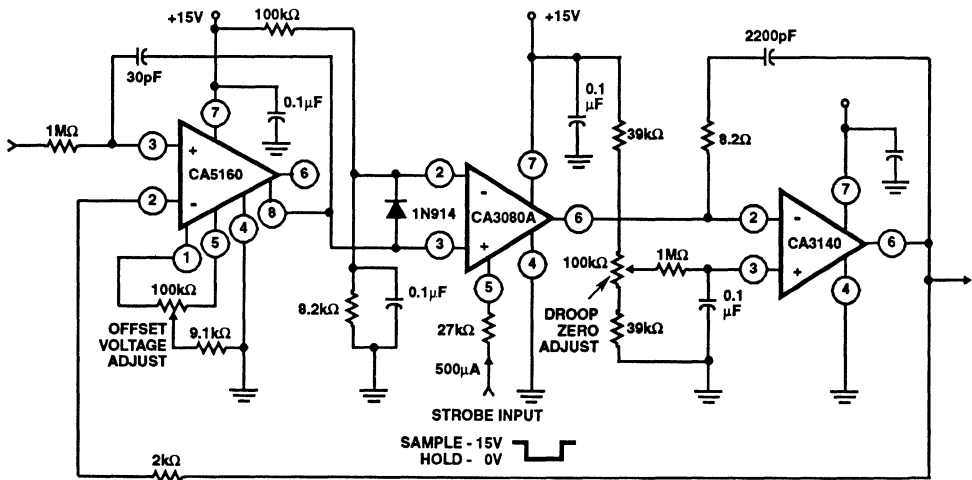 +15V
100kΩ
30pF
0.1µF
7
1MΩ
3
+
CA5160
6
2
-
8
4
5
1
100kΩ
OFFSET
VOLTAGE
ADJUST
9.1kΩ
8.2kΩ
0.1µF
1N914
+15V
0.1
µF
39kΩ
7
2
-
CA3080A
6
3
+
4
5
27kΩ
500µA
STROBE INPUT
SAMPLE - 15V
HOLD - 0V
100kΩ
DROOP
ZERO
ADJUST
39kΩ
1MΩ
0.1
µF
2200pF
8.2Ω
7
2
-
CA3140
6
3
+
4
2kΩ